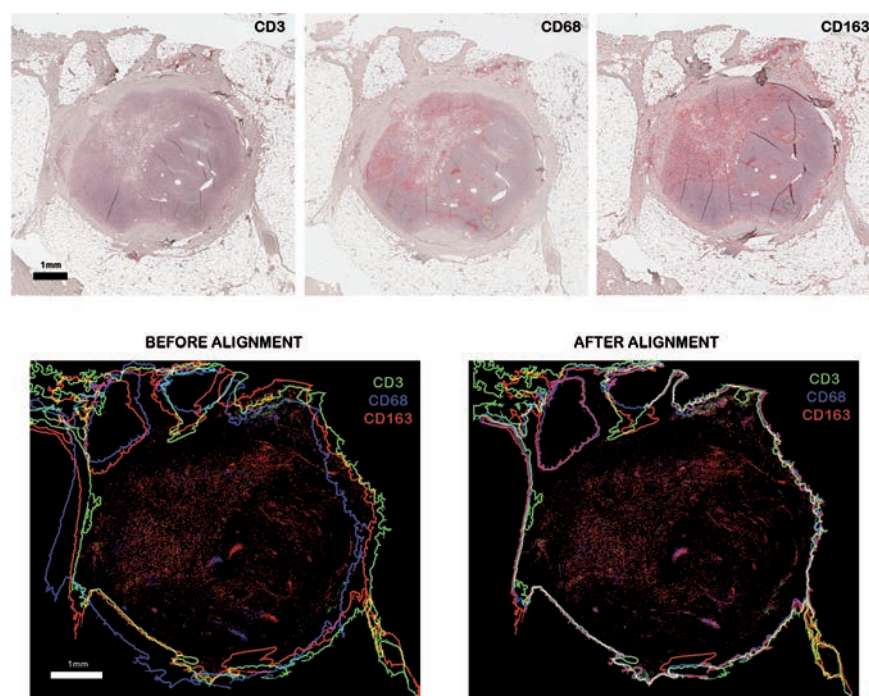 CD3
CD68
CD163
1mm
BEFORE ALIGNMENT
AFTER ALIGNMENT
CD3
CD68
CD163
CD3
CD68
CD163
1mm